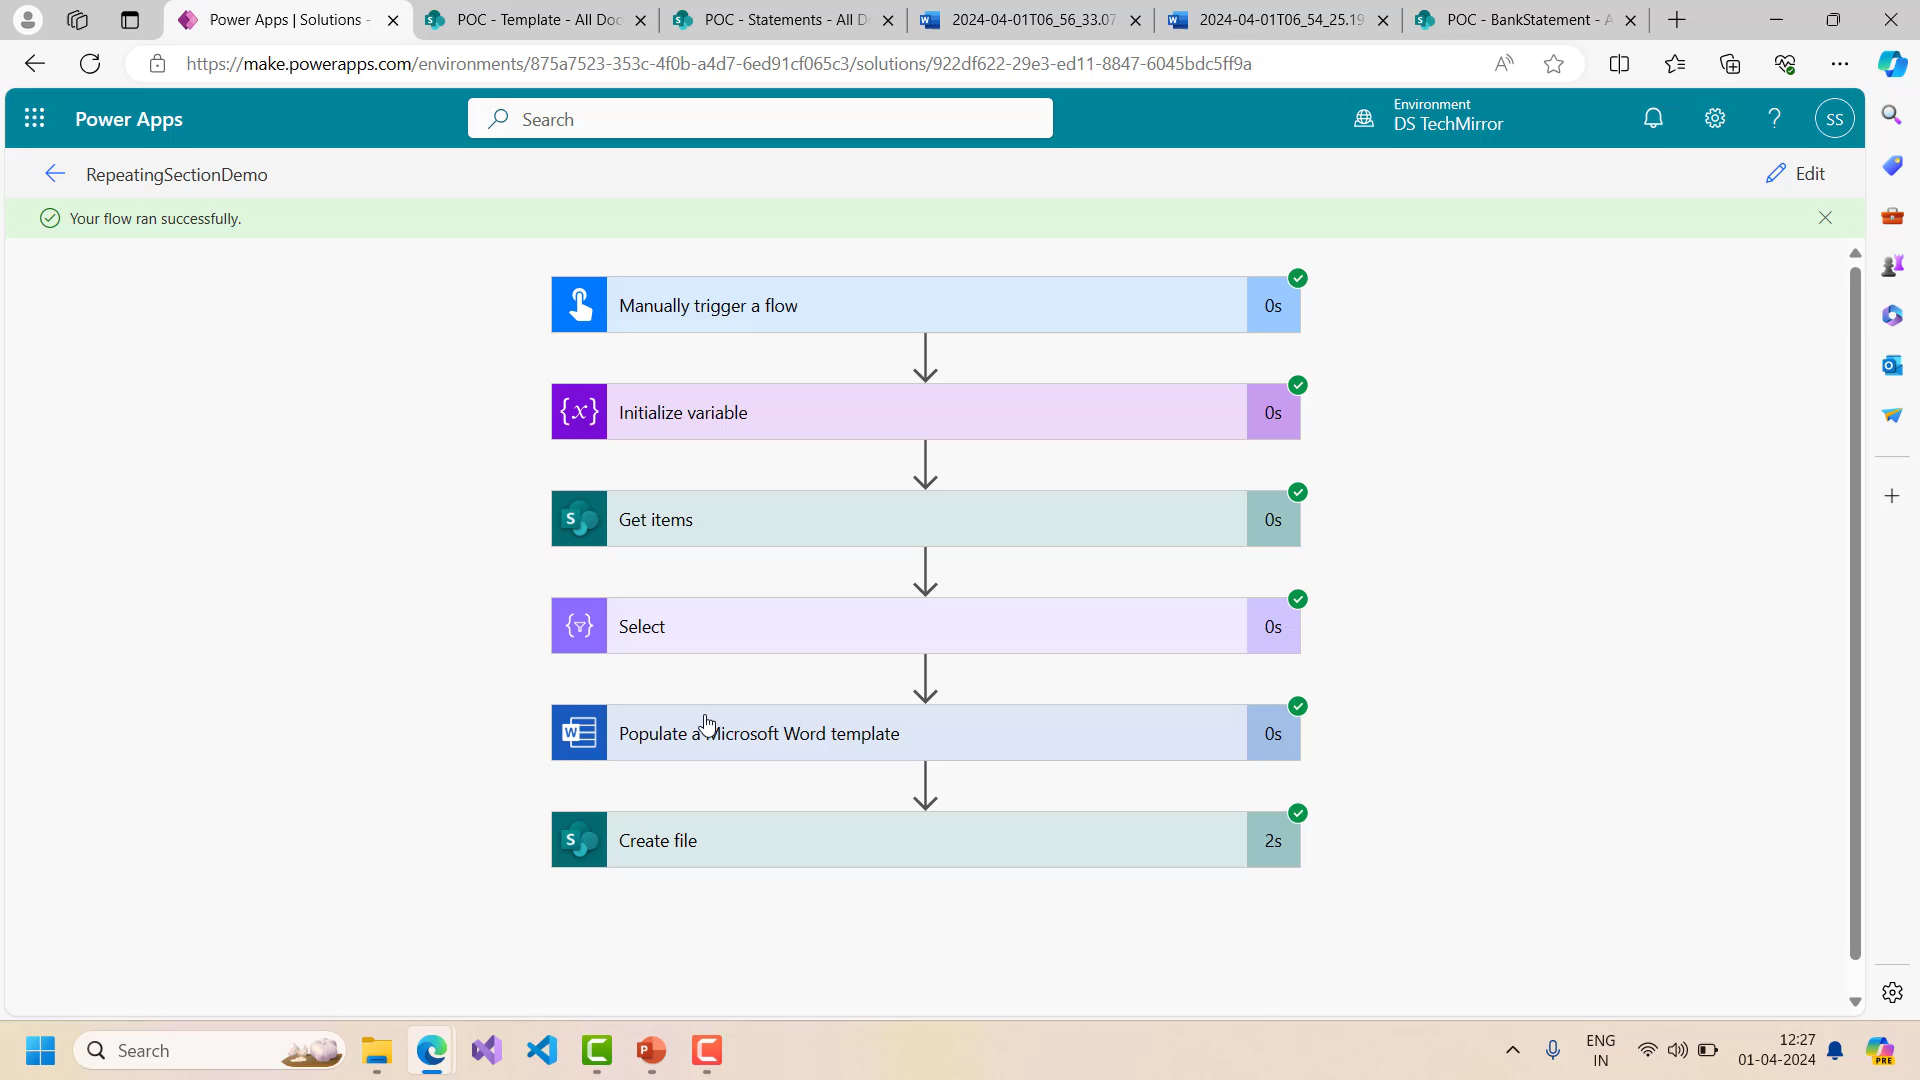 Power Apps | Solutions -
POC - Template - All Doc
POC - Statements - All D
2024-04-01T06_56_33.07
2024-04-01T06_54_25.19
POC - BankStatement - A
https://make.powerapps.com/environments/875a7523-353c-4f0b-a4d7-6ed91cf065c3/solutions/922df622-29e3-ed11-8847-6045bdc5ff9a
Power Apps
Search
Environment
DS TechMirror
SS
RepeatingSectionDemo
Edit
Your flow ran successfully.
Manually trigger a flow
0s
Initialize variable
0s
Get items
0s
Select
0s
Populate a Microsoft Word template
0s
Create file
2s
Search
ENG
IN
12:27
01-04-2024
PRE